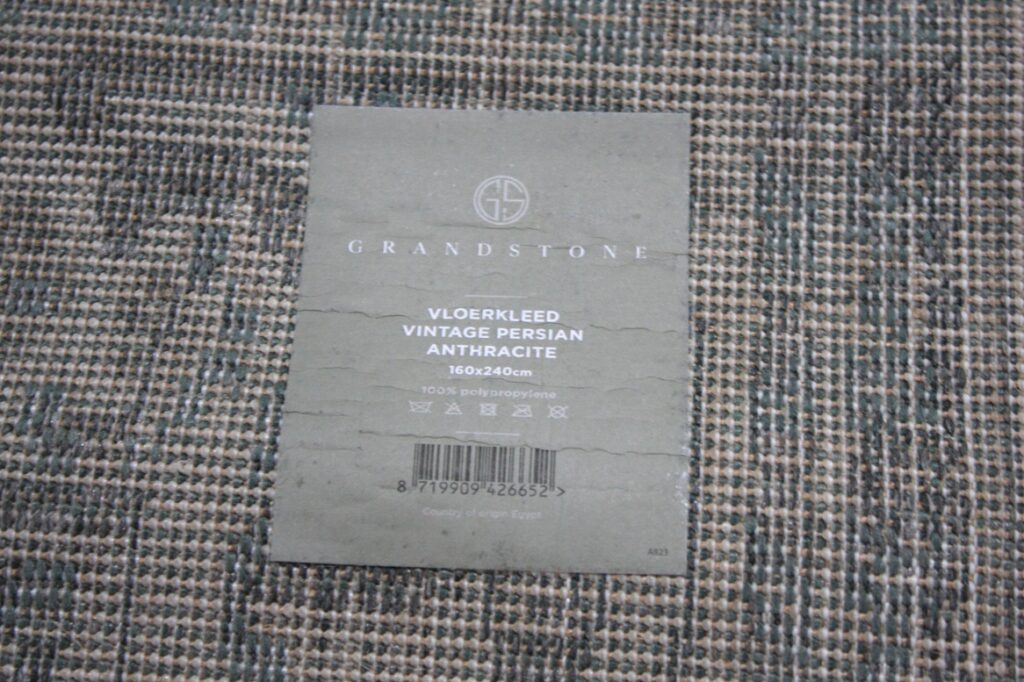 GS
GRANDSTONE
VLOERKLEED
VINTAGE PERSIAN
ANTHRACITE
160x240cm
100% polypropylene
8 719909 426652 >
Country of origin Egypt
A823